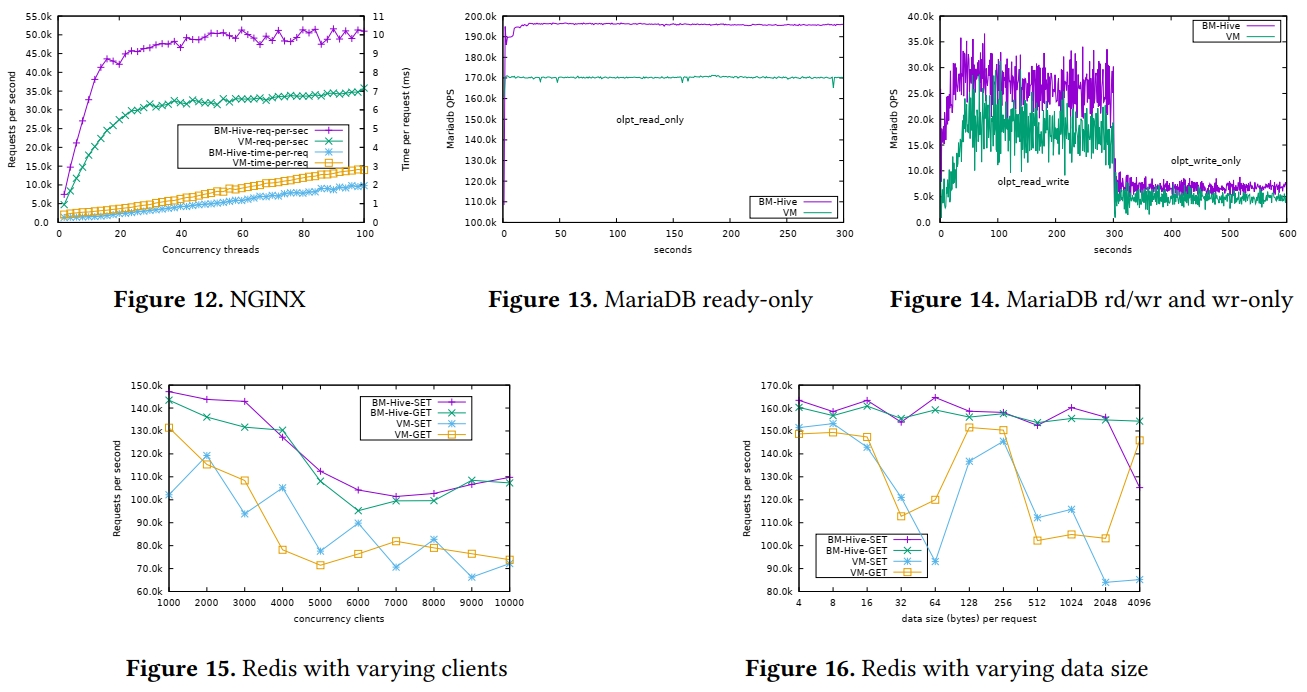 55.0k
50.0k
45.0k
40.0k
35.0k
30.0k
25.0k
20.0k
15.0k
10.0k
5.0k
0.0
Requests per second
11
10
9
8
7
6
5
4
3
2
1
0
Time per request (ms)
BM-Hive-req-per-sec
VM-req-per-sec
BM-Hive-time-per-req
VM-time-per-req
0 20 40 60 80 100
Concurrency threads
Figure 12. NGINX
200.0k
190.0k
180.0k
170.0k
160.0k
150.0k
140.0k
130.0k
120.0k
110.0k
100.0k
Mariadb QPS
olpt_read_only
BM-Hive
VM
0 50 100 150 200 250 300
seconds
Figure 13. MariaDB ready-only
40.0k
35.0k
30.0k
25.0k
20.0k
15.0k
10.0k
5.0k
0.0
Mariadb QPS
BM-Hive
VM
olpt_write_only
olpt_read_write
0 100 200 300 400 500 600
seconds
Figure 14. MariaDB rd/wr and wr-only
150.0k
140.0k
130.0k
120.0k
110.0k
100.0k
90.0k
80.0k
70.0k
60.0k
Requests per second
BM-Hive-SET
BM-Hive-GET
VM-SET
VM-GET
1000 2000 3000 4000 5000 6000 7000 8000 9000 10000
concurrency clients
Figure 15. Redis with varying clients
170.0k
160.0k
150.0k
140.0k
130.0k
120.0k
110.0k
100.0k
90.0k
80.0k
Requests per second
BM-Hive-SET
BM-Hive-GET
VM-SET
VM-GET
4 8 16 32 64 128 256 512 1024 2048 4096
data size (bytes) per request
Figure 16. Redis with varying data size